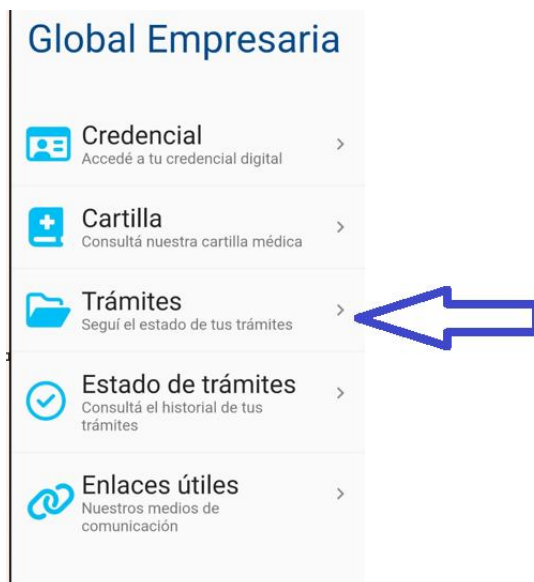 Global Empresaria
Credencial
Accedé a tu credencial digital
Cartilla
Consultá nuestra cartilla médica
Trámites
Seguí el estado de tus trámites
Estado de trámites
Consultá el historial de tus
trámites
Enlaces útiles
Nuestros medios de
comunicación